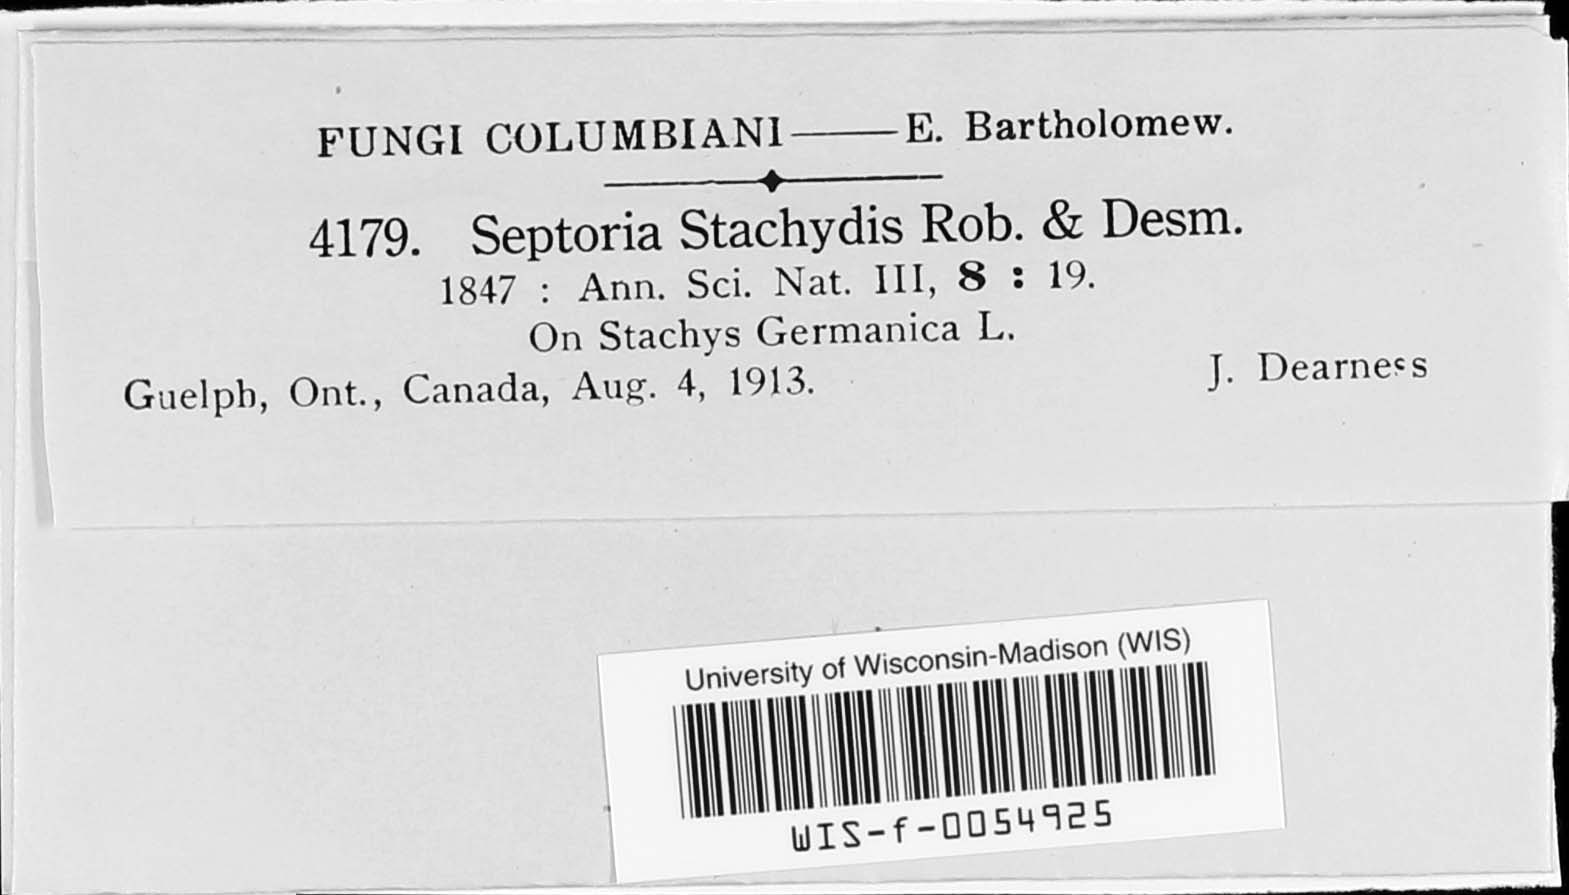 FUNGI COLUMBIANI——E. Bartholomew.
4179. Septoria Stachydis Rob. & Desm.
1847 : Ann. Sci. Nat. III, 8 : 19.
On Stachys Germanica L.
Guelph, Ont., Canada, Aug. 4, 1913. J. Dearness
University of Wisconsin-Madison (WIS)
WIS-f-0054925